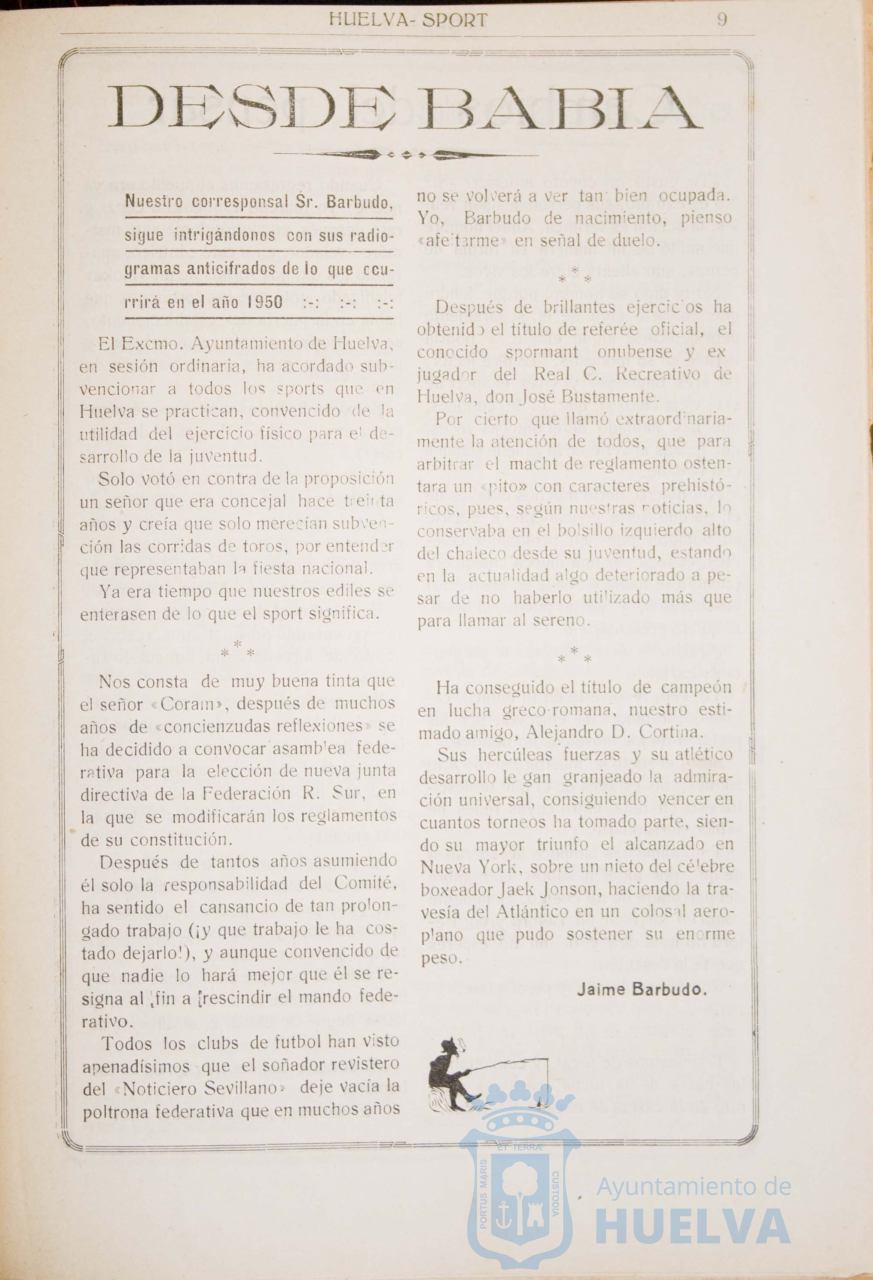 HUELVA- SPORT
9
DESDE BABIA
Nuestro corresponsal Sr. Barbudo,
sigue intrigándonos con sus radio-
gramas anticifrados de lo que ocu-
rrirá en el año 1950 :-: :-: :-:
El Excmo. Ayuntamiento de Huelva,
en sesión ordinaria, ha acordado sub-
vencionar a todos los sports que en
Huelva se practican, convencido de la
utilidad del ejercicio físico para el de-
sarrollo de la juventud.
Solo votó en contra de la proposición
un señor que era concejal hace treinta
años y creía que solo merecían subven-
ción las corridas de toros, por entender
que representaban la fiesta nacional.
Ya era tiempo que nuestros ediles se
enterasen de lo que el sport significa.
* * *
Nos consta de muy buena tinta que
el señor «Corain», después de muchos
años de «concienzudas reflexiones» se
ha decidido a convocar asamblea fede-
rativa para la elección de nueva junta
directiva de la Federación R. Sur, en
la que se modificarán los reglamentos
de su constitución.
Después de tantos años asumiendo
él solo la responsabilidad del Comité,
ha sentido el cansancio de tan prolon-
gado trabajo (¡y que trabajo le ha cos-
tado dejarlo!), y aunque convencido de
que nadie lo hará mejor que él se re-
signa al fin a rescindir el mando fede-
rativo.
Todos los clubs de futbol han visto
apenadísimos que el soñador revistero
del «Noticiero Sevillano» deje vacía la
poltrona federativa que en muchos años
no se volverá a ver tan bien ocupada.
Yo, Barbudo de nacimiento, pienso
«afeitarme» en señal de duelo.
* * *
Después de brillantes ejercicios ha
obtenido el título de referée oficial, el
conocido spormant onubense y ex
jugador del Real C. Recreativo de
Huelva, don José Bustamente.
Por cierto que llamó extraordinaria-
mente la atención de todos, que para
arbitrar el macht de reglamento osten-
tara un «pito» con caracteres prehistó-
ricos, pues, según nuestras noticias, lo
conservaba en el bolsillo izquierdo alto
del chaleco desde su juventud, estando
en la actualidad algo deteriorado a pe-
sar de no haberlo utilizado más que
para llamar al sereno.
* * *
Ha conseguido el título de campeón
en lucha greco-romana, nuestro esti-
mado amigo, Alejandro D. Cortina.
Sus hercúleas fuerzas y su atlético
desarrollo le gan granjeado la admira-
ción universal, consiguiendo vencer en
cuantos torneos ha tomado parte, sien-
do su mayor triunfo el alcanzado en
Nueva York, sobre un nieto del célebre
boxeador Jaek Jonson, haciendo la tra-
vesía del Atlántico en un colosal aero-
plano que pudo sostener su enorme
peso.
Jaime Barbudo.
ET TERRÆ
PORTUS MARIS
CUSTODIA
Ayuntamiento de
HUELVA